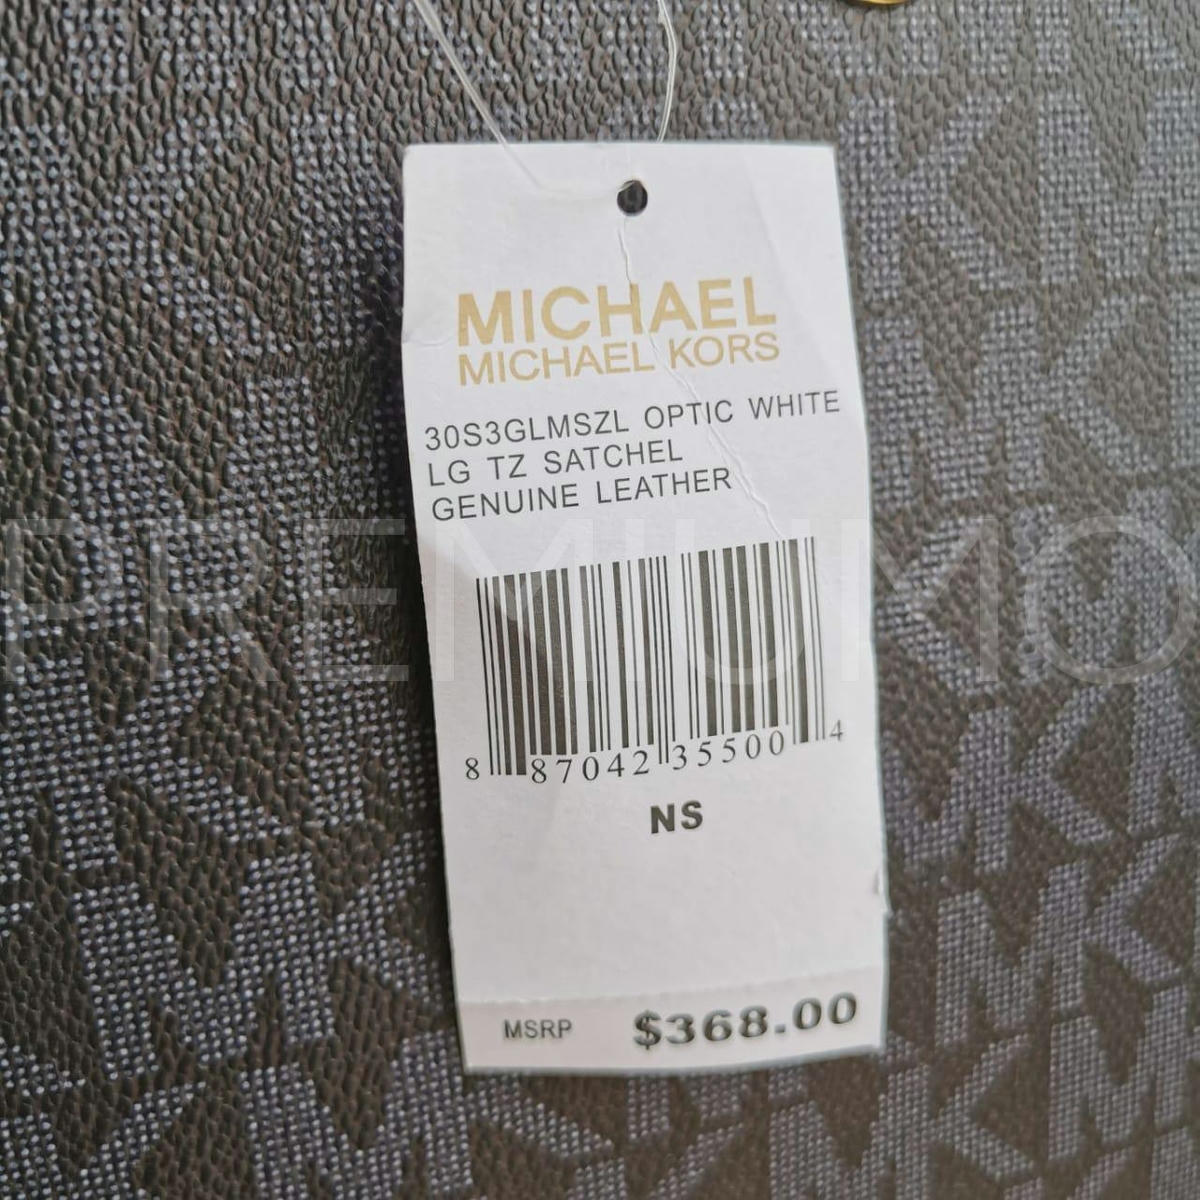 MICHAEL
MICHAEL KORS
30S3GLMSZL OPTIC WHITE
LG TZ SATCHEL
GENUINE LEATHER
PREMIUMO
8 87042 35500 4
NS
MSRP $368.00